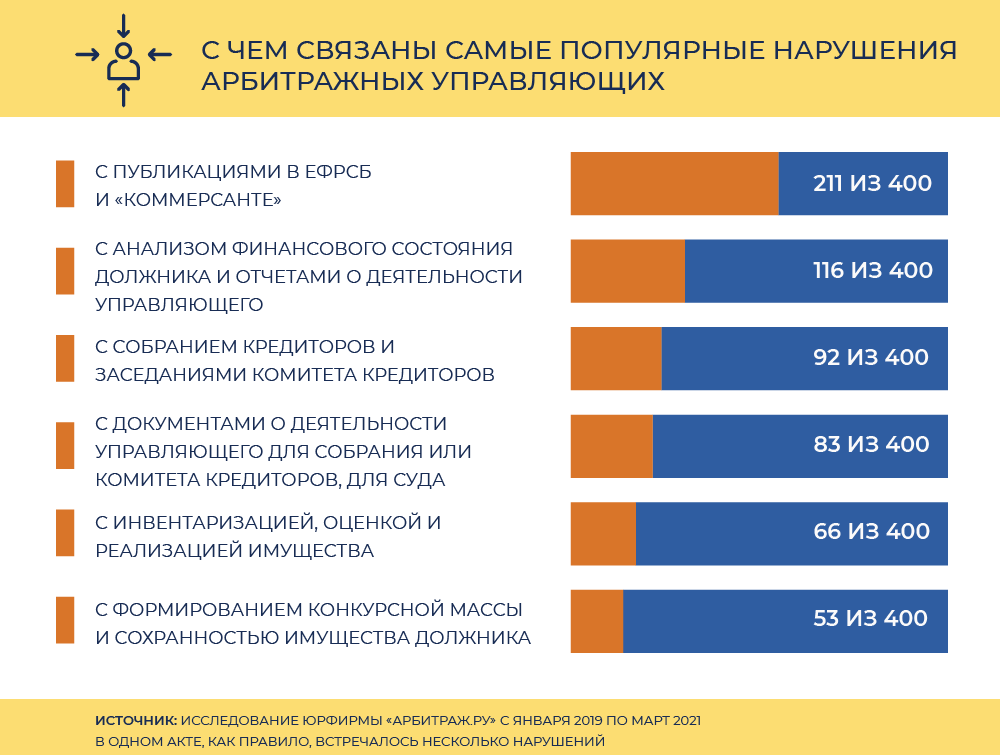 С ЧЕМ СВЯЗАНЫ САМЫЕ ПОПУЛЯРНЫЕ НАРУШЕНИЯ
АРБИТРАЖНЫХ УПРАВЛЯЮЩИХ
С ПУБЛИКАЦИЯМИ В ЕФРСБ
И «КОММЕРСАНТЕ»
211 ИЗ 400
С АНАЛИЗОМ ФИНАНСОВОГО СОСТОЯНИЯ
ДОЛЖНИКА И ОТЧЕТАМИ О ДЕЯТЕЛЬНОСТИ
УПРАВЛЯЮЩЕГО
116 ИЗ 400
С СОБРАНИЕМ КРЕДИТОРОВ И
ЗАСЕДАНИЯМИ КОМИТЕТА КРЕДИТОРОВ
92 ИЗ 400
С ДОКУМЕНТАМИ О ДЕЯТЕЛЬНОСТИ
УПРАВЛЯЮЩЕГО ДЛЯ СОБРАНИЯ ИЛИ
КОМИТЕТА КРЕДИТОРОВ, ДЛЯ СУДА
83 ИЗ 400
С ИНВЕНТАРИЗАЦИЕЙ, ОЦЕНКОЙ И
РЕАЛИЗАЦИЕЙ ИМУЩЕСТВА
66 ИЗ 400
С ФОРМИРОВАНИЕМ КОНКУРСНОЙ МАССЫ
И СОХРАННОСТЬЮ ИМУЩЕСТВА ДОЛЖНИКА
53 ИЗ 400
ИСТОЧНИК: ИССЛЕДОВАНИЕ ЮРФИРМЫ «АРБИТРАЖ.РУ» С ЯНВАРЯ 2019 ПО МАРТ 2021
В ОДНОМ АКТЕ, КАК ПРАВИЛО, ВСТРЕЧАЛОСЬ НЕСКОЛЬКО НАРУШЕНИЙ